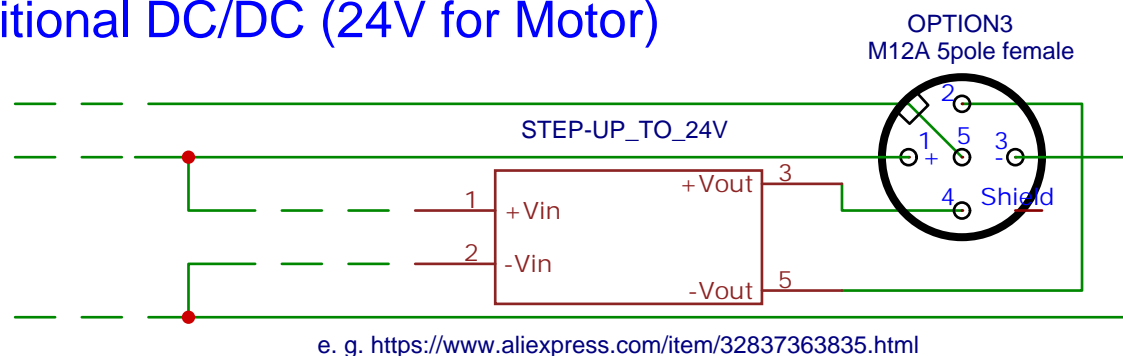 itional DC/DC (24V for Motor)
OPTION3
M12A 5pole female
STEP-UP_TO_24V
2
1 5 3
+ -
4 Shield
1 +Vin
2 -Vin
+Vout 3
-Vout 5
e. g. https://www.aliexpress.com/item/32837363835.html